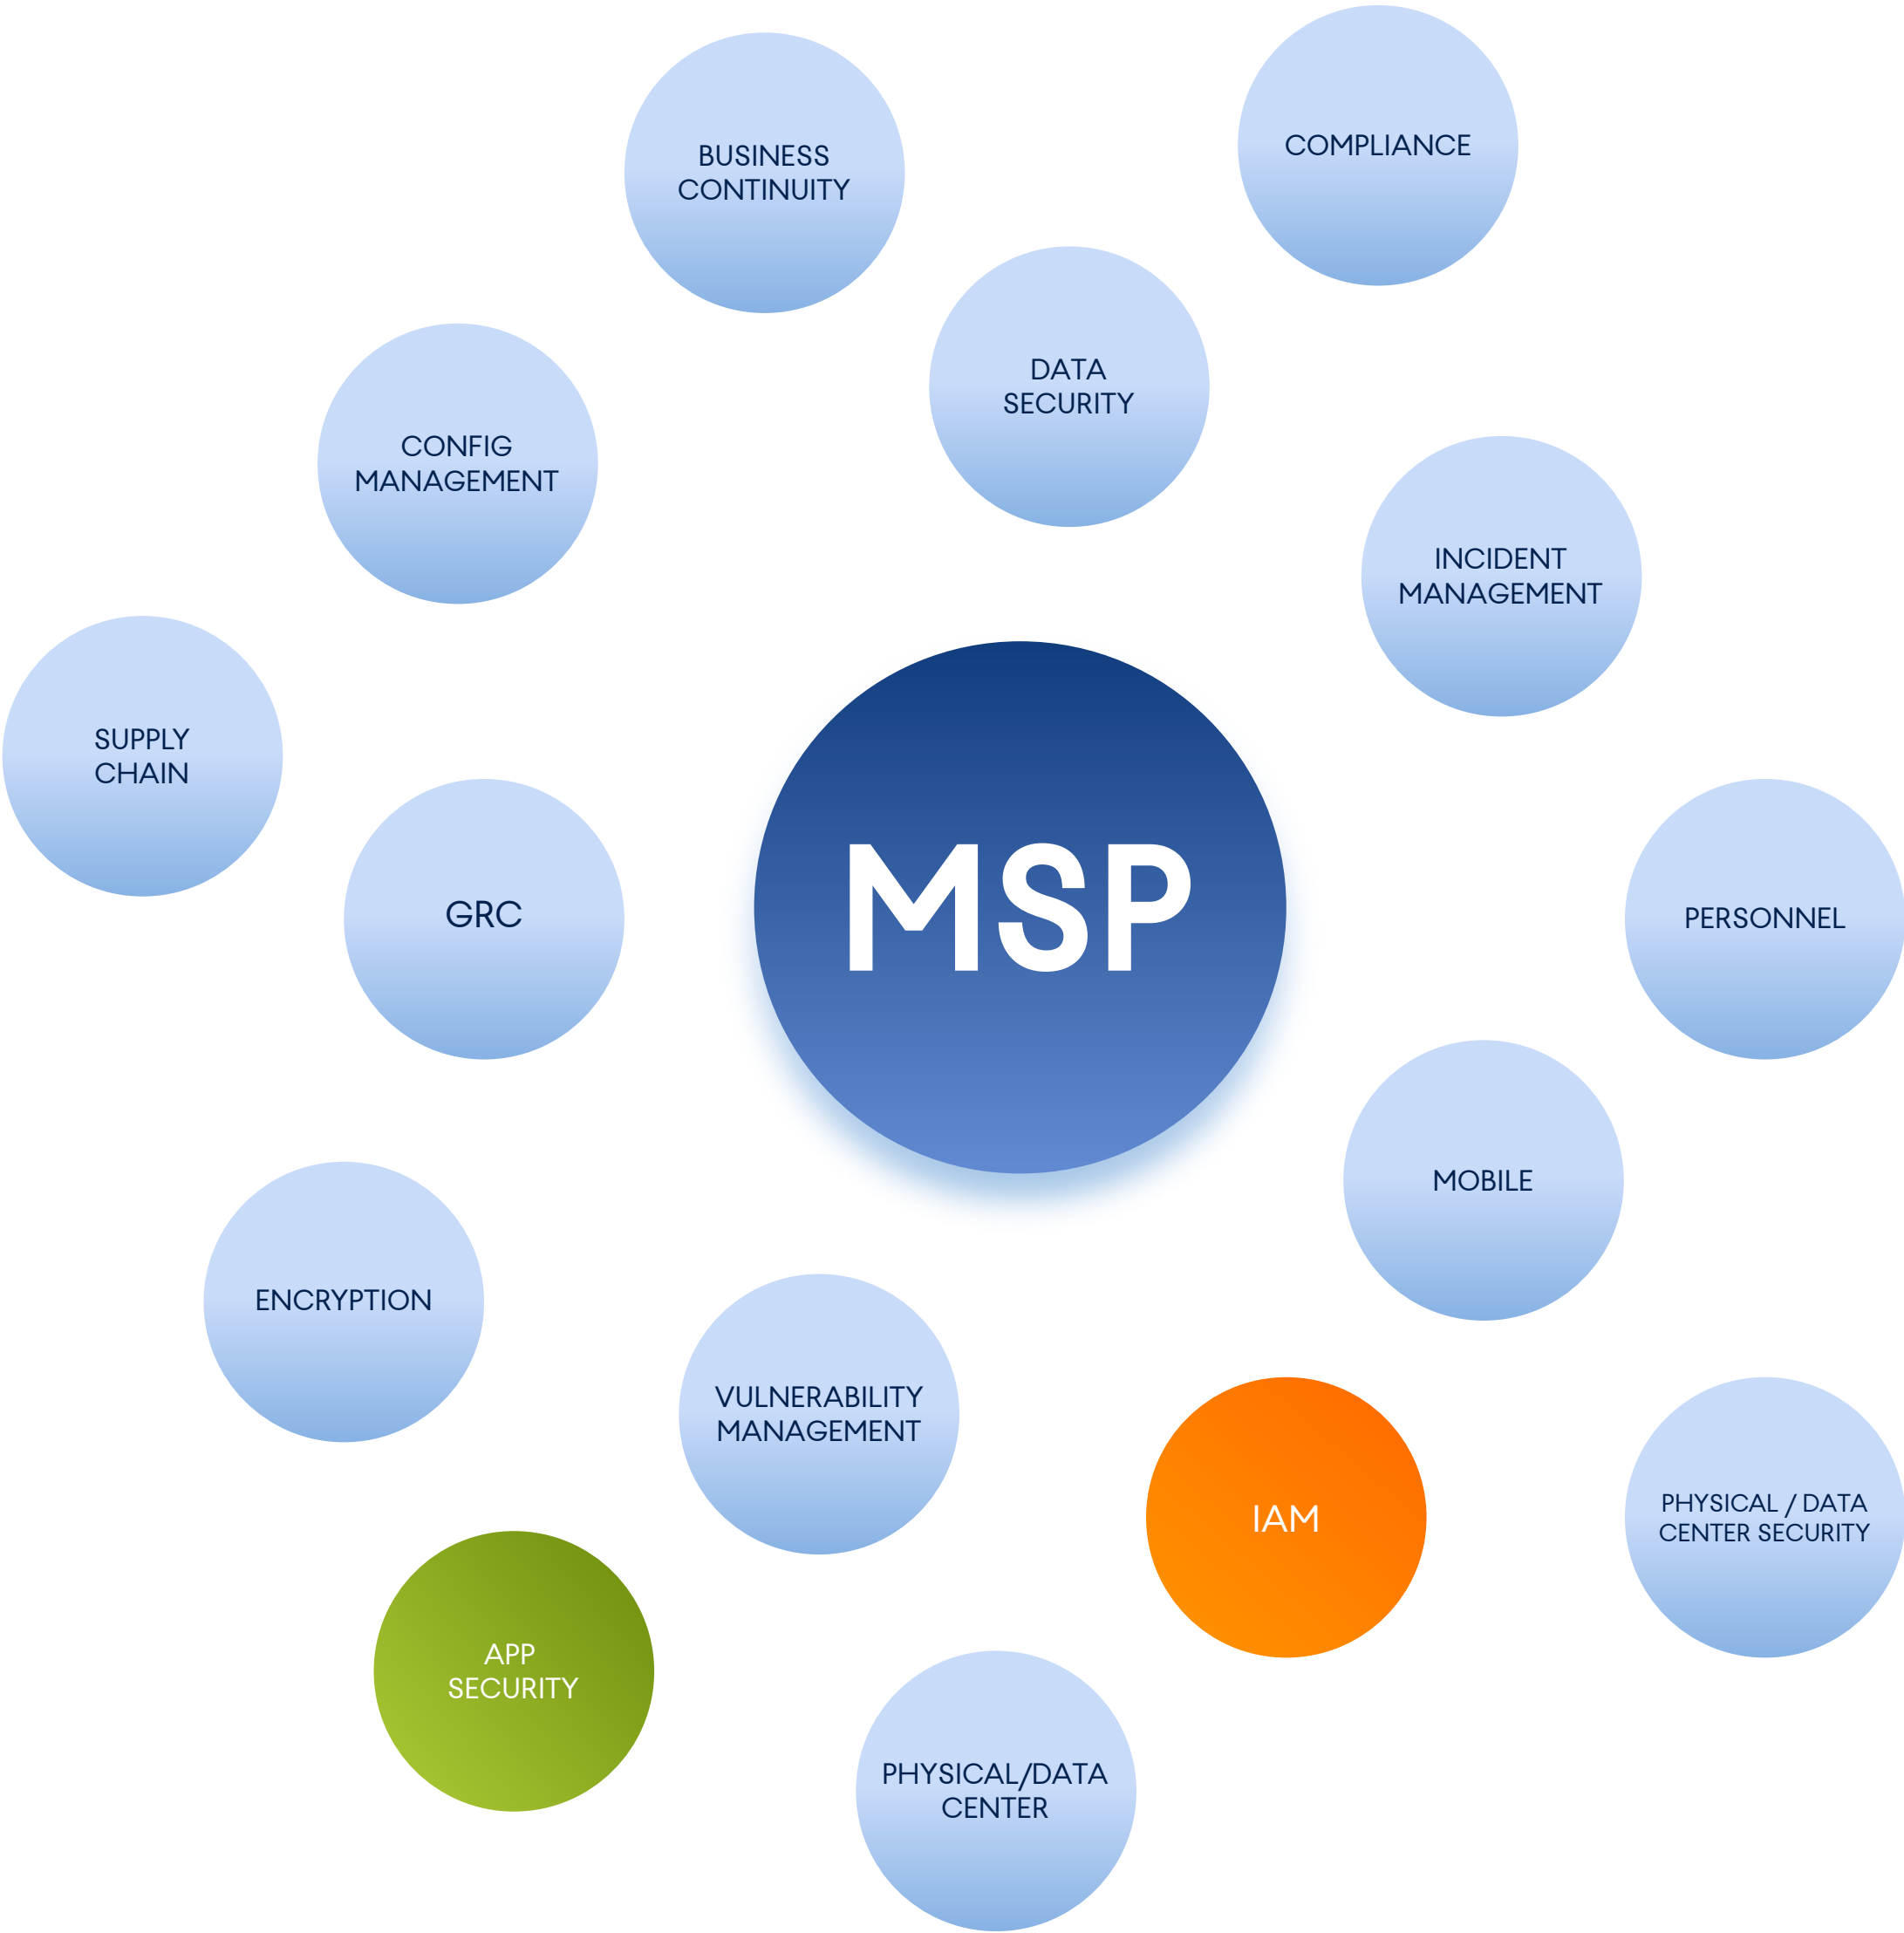 COMPLIANCE
BUSINESS
CONTINUITY
DATA
SECURITY
CONFIG
MANAGEMENT
INCIDENT
MANAGEMENT
SUPPLY
CHAIN
GRC
MSP
PERSONNEL
MOBILE
ENCRYPTION
VULNERABILITY
MANAGEMENT
IAM
PHYSICAL / DATA
CENTER SECURITY
APP
SECURITY
PHYSICAL/DATA
CENTER